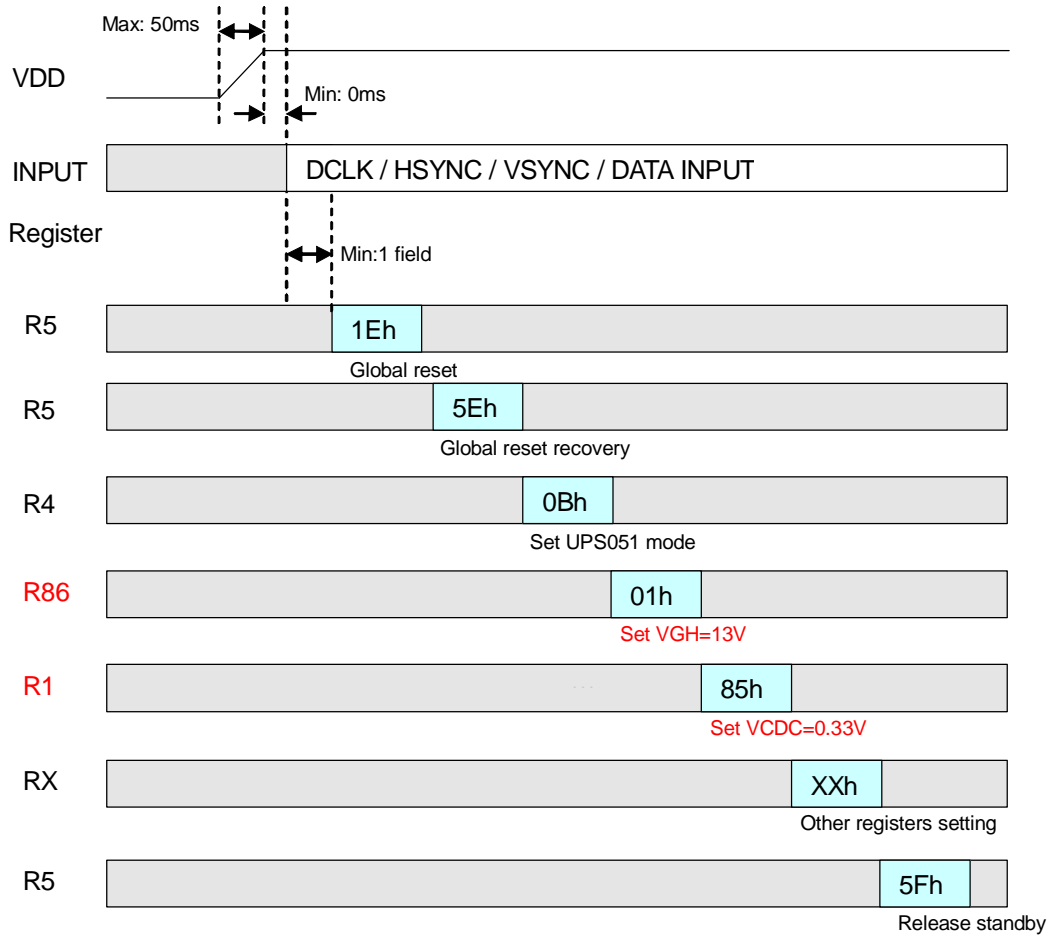 Max: 50ms
VDD
Min: 0ms
INPUT DCLK / HSYNC / VSYNC / DATA INPUT
Register
Min:1 field
R5 1Eh
Global reset
R5 5Eh
Global reset recovery
R4 0Bh
Set UPS051 mode
R86 01h
Set VGH=13V
R1 85h
Set VCDC=0.33V
RX XXh
Other registers setting
R5 5Fh
Release standby